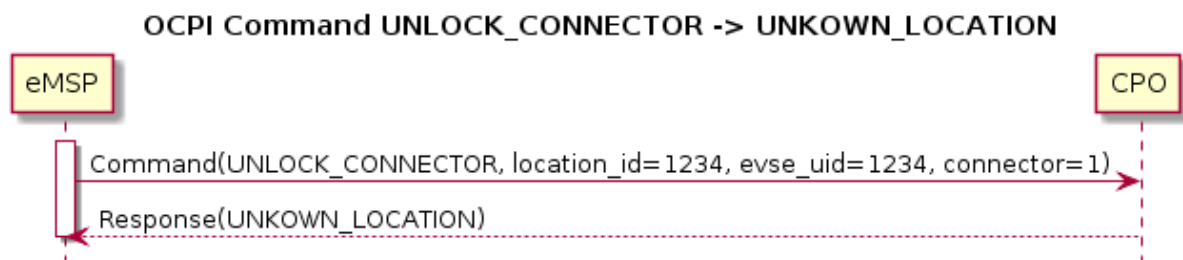 OCPI Command UNLOCK_CONNECTOR -> UNKOWN_LOCATION
eMSP
CPO
Command(UNLOCK_CONNECTOR, location_id=1234, evse_uid=1234, connector=1)
Response(UNKOWN_LOCATION)